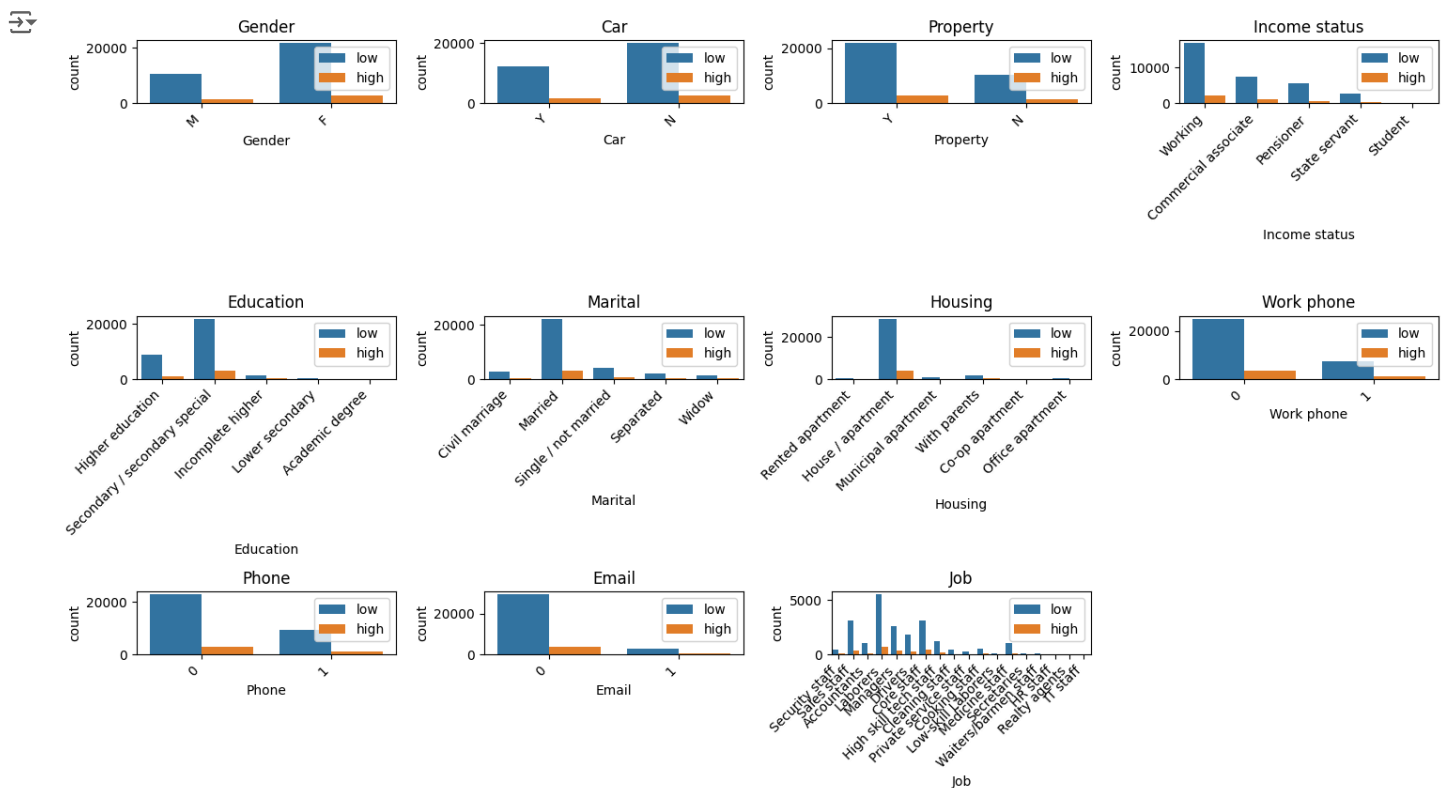 Gender
20000
0
count
low
high
M
F
Gender
Car
20000
10000
0
count
low
high
Y
N
Car
Property
20000
0
count
low
high
Y
N
Property
Income status
10000
0
count
low
high
Working
Commercial associate
Pensioner
State servant
Student
Income status
Education
20000
0
count
low
high
Higher education
Secondary / secondary special
Incomplete higher
Lower secondary
Academic degree
Education
Marital
20000
0
count
low
high
Civil marriage
Married
Single / not married
Separated
Widow
Marital
Housing
20000
0
count
low
high
Rented apartment
House / apartment
Municipal apartment
With parents
Co-op apartment
Office apartment
Housing
Work phone
20000
0
count
low
high
0
1
Work phone
Phone
20000
0
count
low
high
0
1
Phone
Email
20000
0
count
low
high
0
1
Email
Job
5000
0
count
low
high
Security staff
Sales staff
Accountants
Laborers
Managers
Drivers
Core staff
High skill tech staff
Cleaning staff
Private service staff
Cooking staff
Low-skill Laborers
Medicine staff
Secretaries
Waiters/barmen staff
HR staff
Realty agents
IT staff
Job